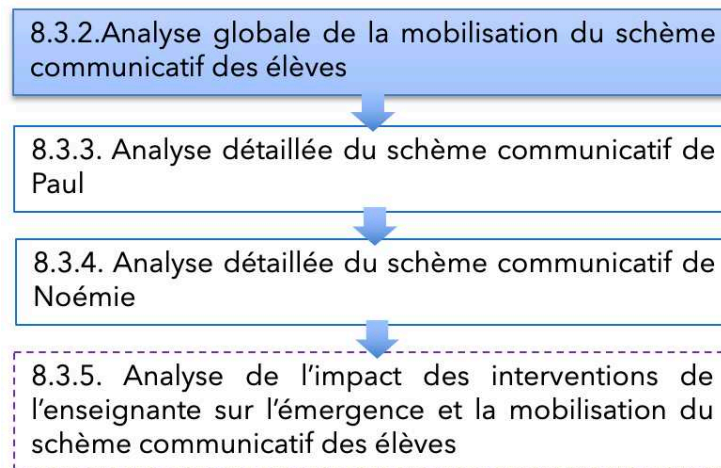 8.3.2.Analyse globale de la mobilisation du schème
communicatif des élèves
8.3.3. Analyse détaillée du schème communicatif de
Paul
8.3.4. Analyse détaillée du schème communicatif de
Noémie
8.3.5. Analyse de l'impact des interventions de
l'enseignante sur l'émergence et la mobilisation du
schème communicatif des élèves